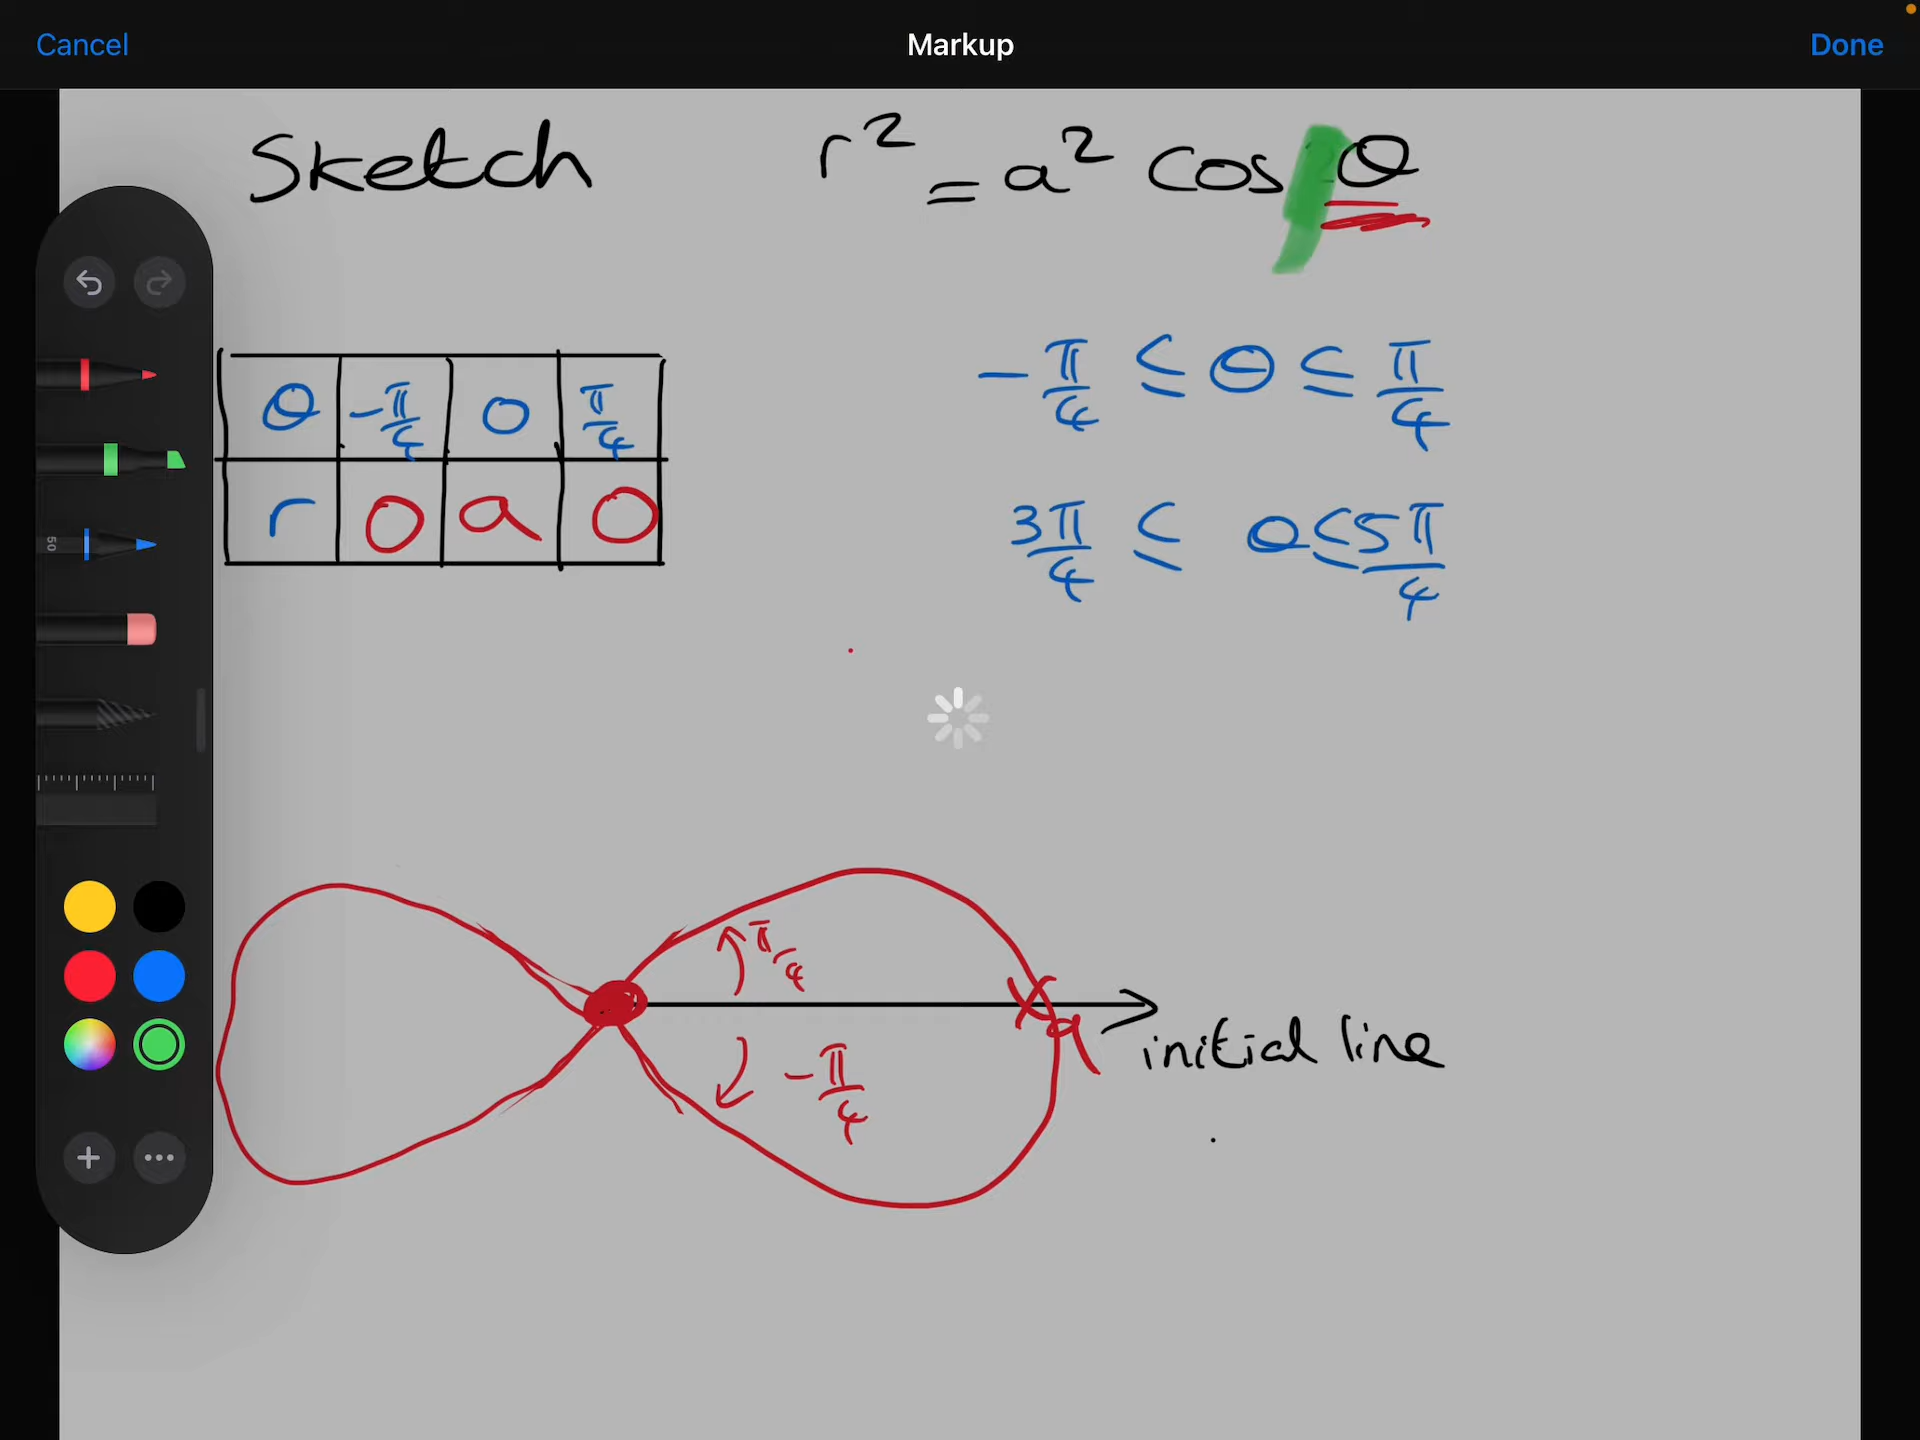 Cancel Markup Done
Sketch r² = a² cos 2θ
θ -π/4 0 π/4
r 0 a 0
-π/4 ≤ θ ≤ π/4
3π/4 ≤ θ ≤ 5π/4
50
π/4
a
initial line
-π/4